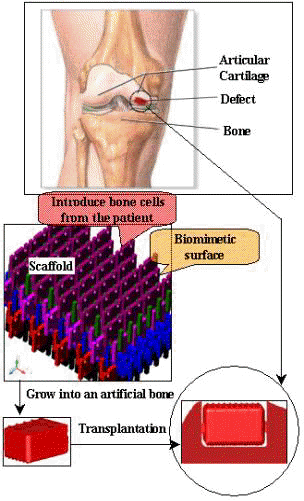 Articular
Cartilage
Defect
Bone
Introduce bone cells
from the patient
Biomimetic
surface
Scaffold
Grow into an artificial bone
Transplantation